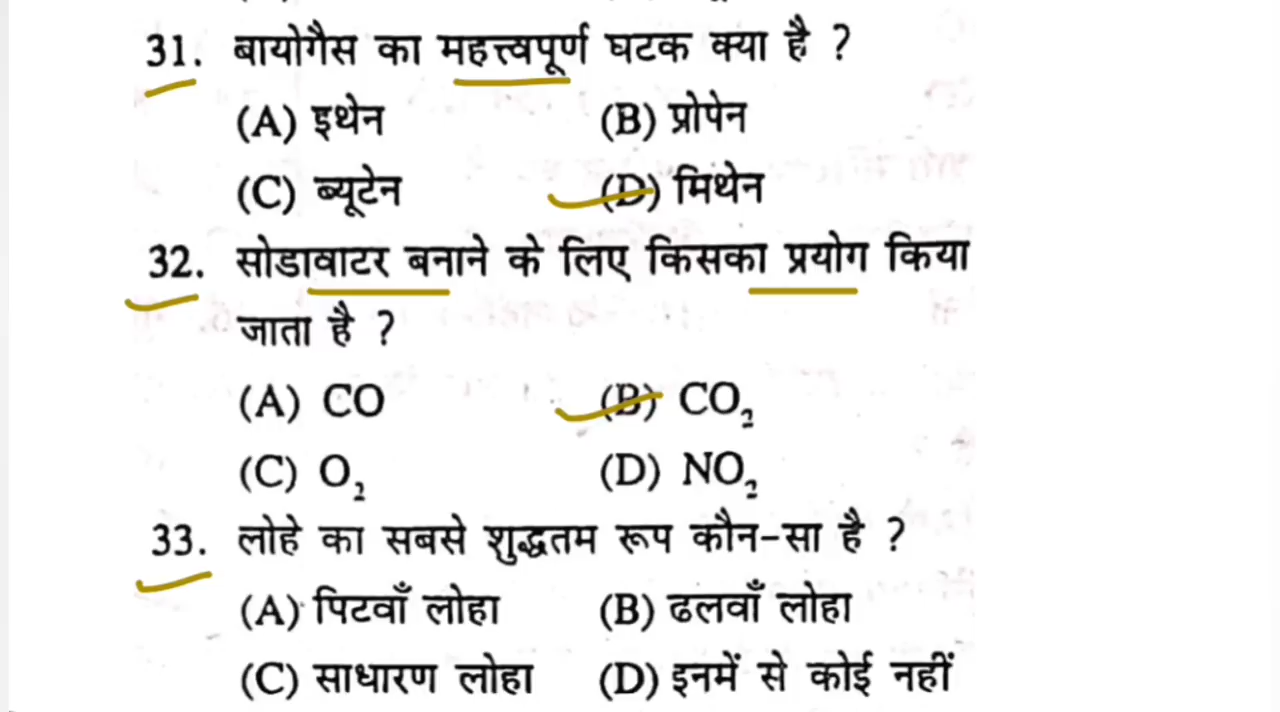 31. बायोगैस का महत्त्वपूर्ण घटक क्या है ?
(A) इथेन (B) प्रोपेन
(C) ब्यूटेन (D) मिथेन
32. सोडावाटर बनाने के लिए किसका प्रयोग किया
जाता है ?
(A) CO (B) CO₂
(C) O₂ (D) NO₂
33. लोहे का सबसे शुद्धतम रूप कौन-सा है ?
(A) पिटवाँ लोहा (B) ढलवाँ लोहा
(C) साधारण लोहा (D) इनमें से कोई नहीं